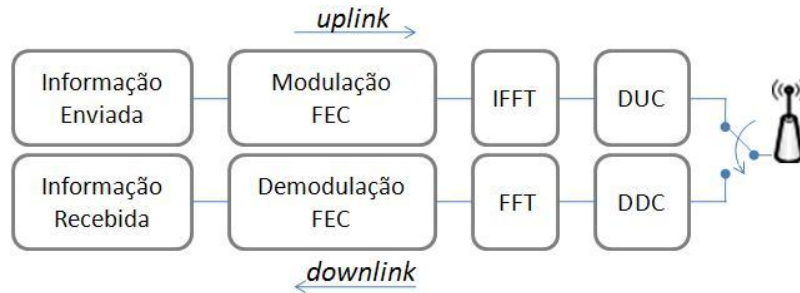 uplink
Informação
Enviada
Modulação
FEC
IFFT
DUC
Informação
Recebida
Demodulação
FEC
FFT
DDC
downlink